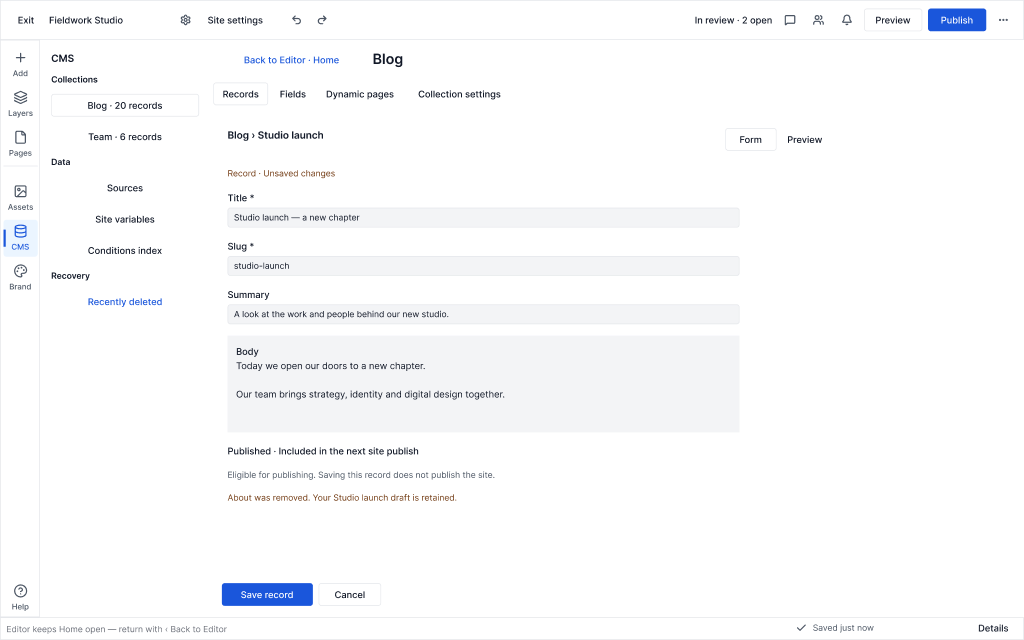 Exit Fieldwork Studio Site settings In review · 2 open Preview Publish
Add
Layers
Pages
Assets
CMS
Brand
Help
CMS
Collections
Blog · 20 records
Team · 6 records
Data
Sources
Site variables
Conditions index
Recovery
Recently deleted
Back to Editor · Home Blog
Records Fields Dynamic pages Collection settings
Blog › Studio launch Form Preview
Record · Unsaved changes
Title *
Studio launch — a new chapter
Slug *
studio-launch
Summary
A look at the work and people behind our new studio.
Body
Today we open our doors to a new chapter.
Our team brings strategy, identity and digital design together.
Published · Included in the next site publish
Eligible for publishing. Saving this record does not publish the site.
About was removed. Your Studio launch draft is retained.
Save record Cancel
Editor keeps Home open — return with ‹ Back to Editor Saved just now Details